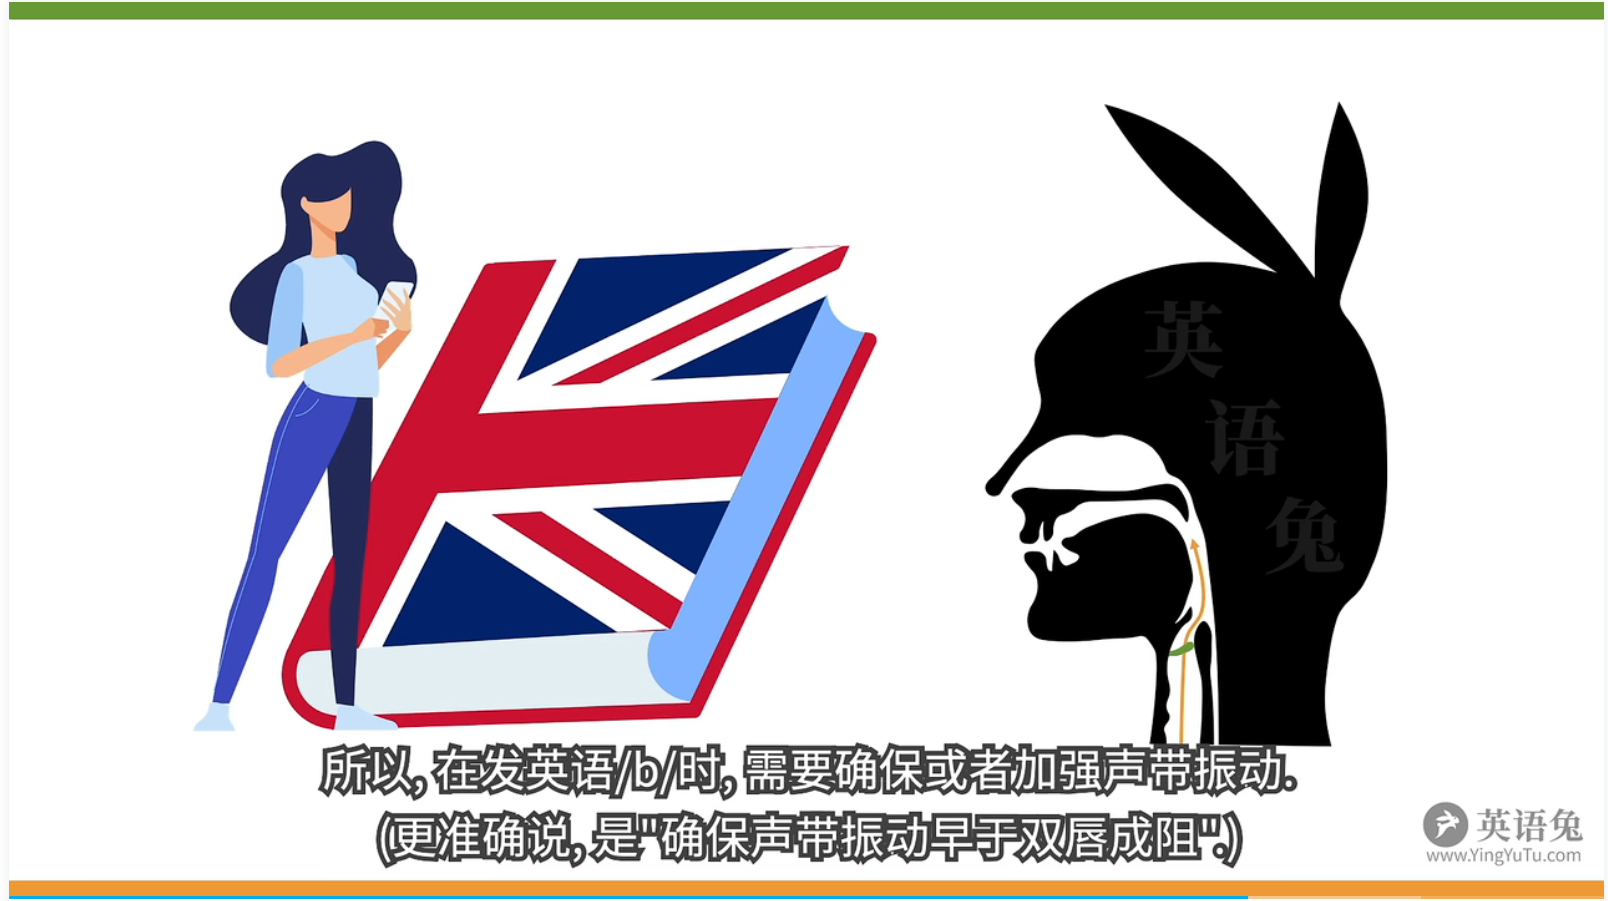 英
语
兔
所以, 在发英语/b/时, 需要确保或者加强声带振动.
(更准确说, 是"确保声带振动早于双唇成阻".)
英语兔
www.YingYuTu.com